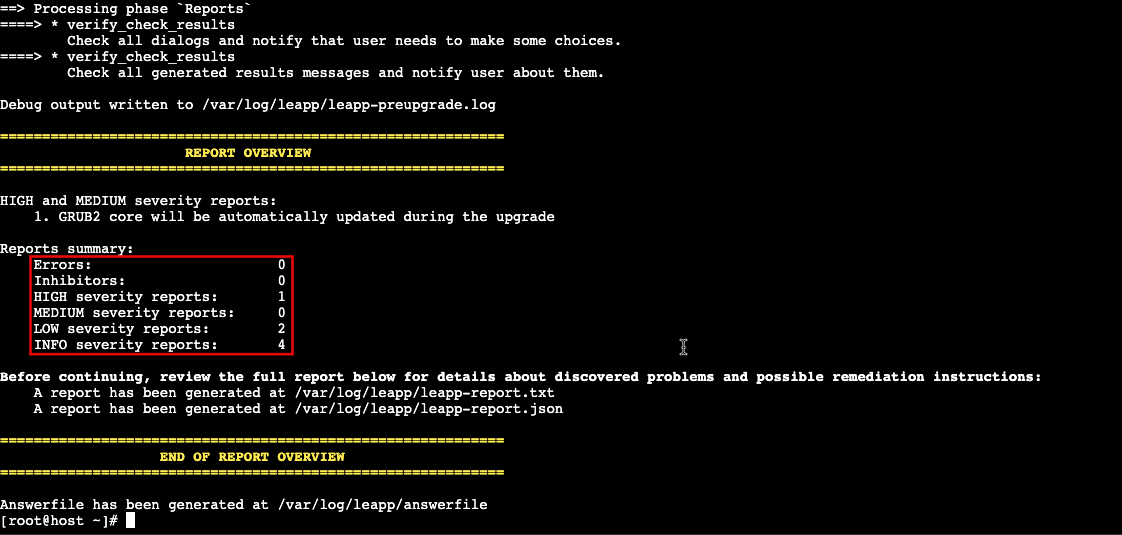 ==> Processing phase `Reports`
====> * verify_check_results
        Check all dialogs and notify that user needs to make some choices.
====> * verify_check_results
        Check all generated results messages and notify user about them.

Debug output written to /var/log/leapp/leapp-preupgrade.log

============================================================
                      REPORT OVERVIEW
============================================================

HIGH and MEDIUM severity reports:
    1. GRUB2 core will be automatically updated during the upgrade

Reports summary:
    Errors:                      0
    Inhibitors:                  0
    HIGH severity reports:       1
    MEDIUM severity reports:     0
    LOW severity reports:        2
    INFO severity reports:       4

Before continuing, review the full report below for details about discovered problems and possible remediation instructions:
    A report has been generated at /var/log/leapp/leapp-report.txt
    A report has been generated at /var/log/leapp/leapp-report.json

============================================================
                   END OF REPORT OVERVIEW
============================================================

Answerfile has been generated at /var/log/leapp/answerfile
[root@host ~]#